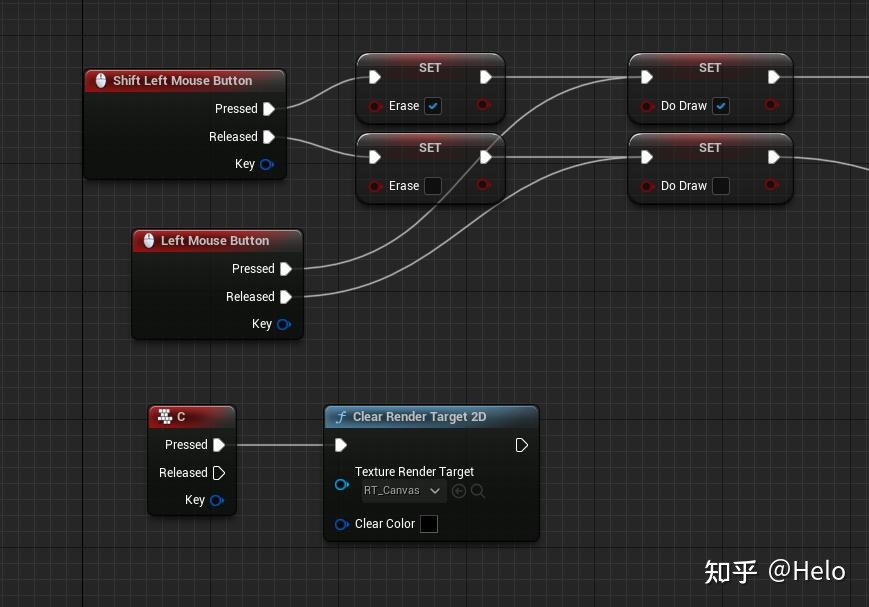 Shift Left Mouse Button
Pressed
Released
Key
SET
Erase
SET
Do Draw
SET
Erase
SET
Do Draw
Left Mouse Button
Pressed
Released
Key
C
Pressed
Released
Key
Clear Render Target 2D
Texture Render Target
RT_Canvas
Clear Color
知乎 @Helo